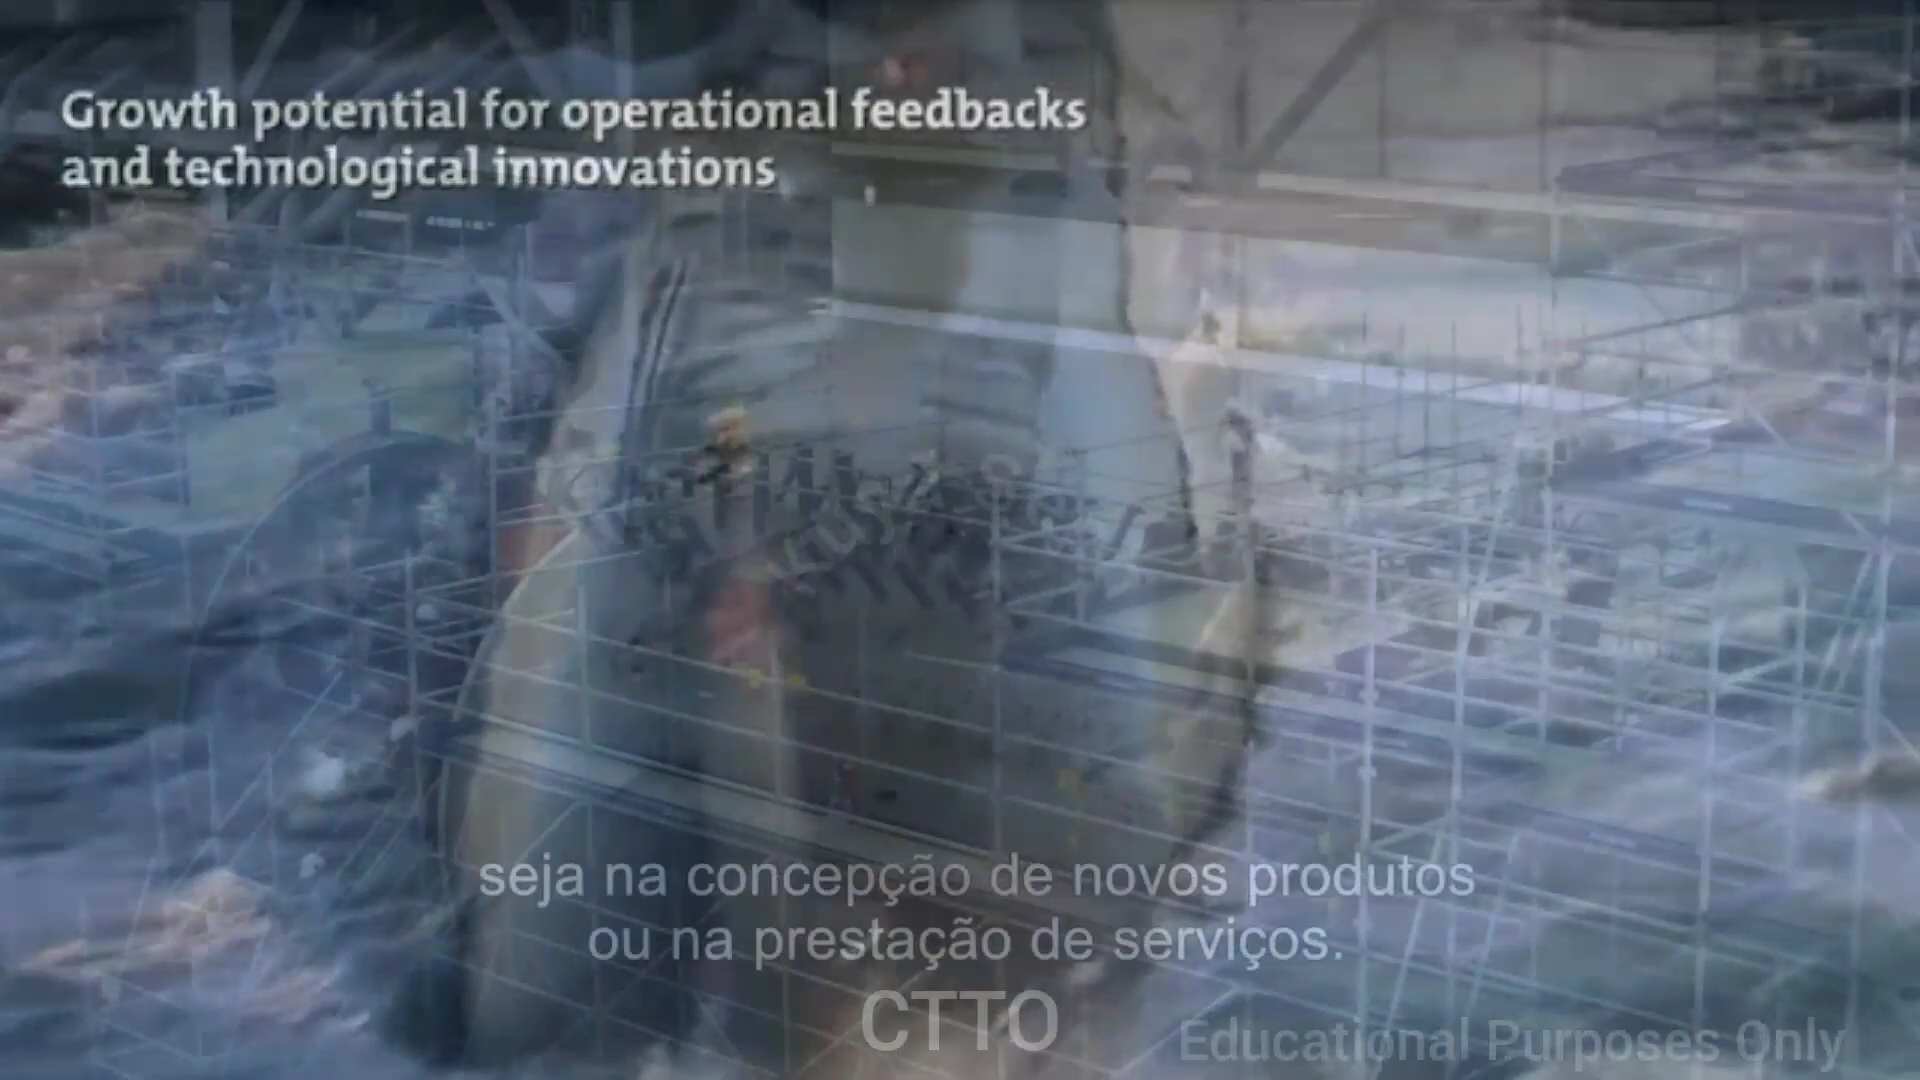 Growth potential for operational feedbacks
and technological innovations
seja na concepção de novos produtos
ou na prestação de serviços.
CTTO
Educational Purposes Only